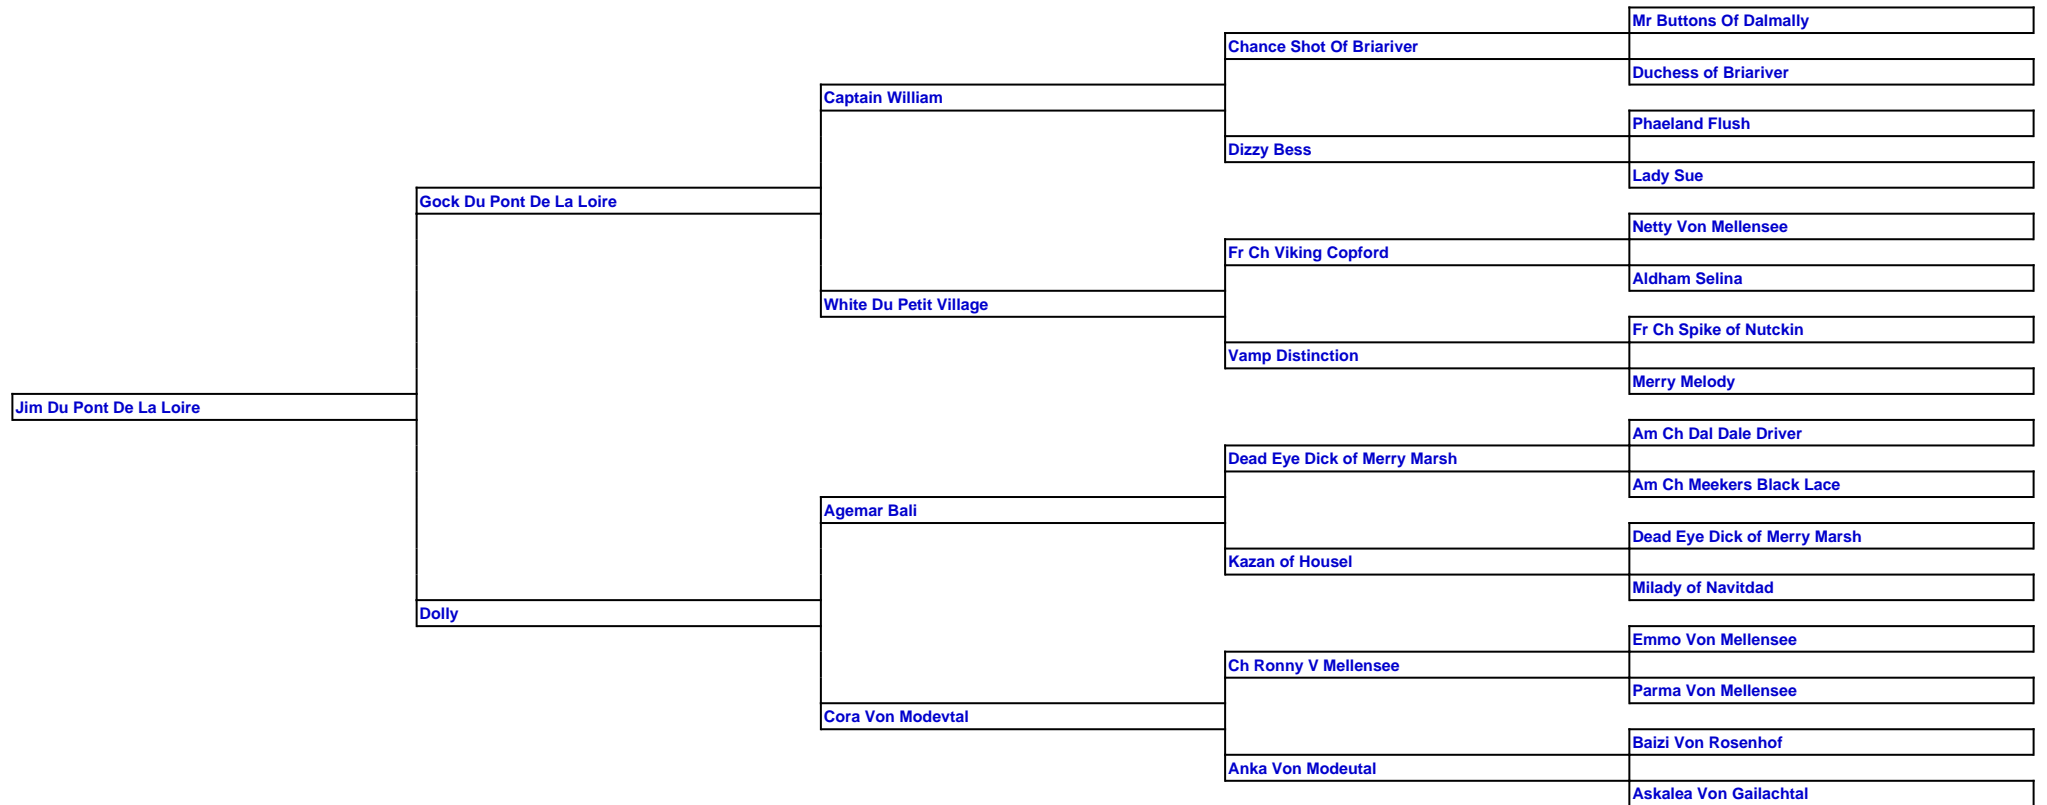 Mr Buttons Of Dalmally
Chance Shot Of Briariver
Duchess of Briariver
Captain William
Phaeland Flush
Dizzy Bess
Lady Sue
Gock Du Pont De La Loire
Netty Von Mellensee
Fr Ch Viking Copford
Aldham Selina
White Du Petit Village
Fr Ch Spike of Nutckin
Vamp Distinction
Merry Melody
Jim Du Pont De La Loire
Am Ch Dal Dale Driver
Dead Eye Dick of Merry Marsh
Am Ch Meekers Black Lace
Agemar Bali
Dead Eye Dick of Merry Marsh
Kazan of Housel
Milady of Navitdad
Dolly
Emmo Von Mellensee
Ch Ronny V Mellensee
Parma Von Mellensee
Cora Von Modevtal
Baizi Von Rosenhof
Anka Von Modeutal
Askalea Von Gailachtal